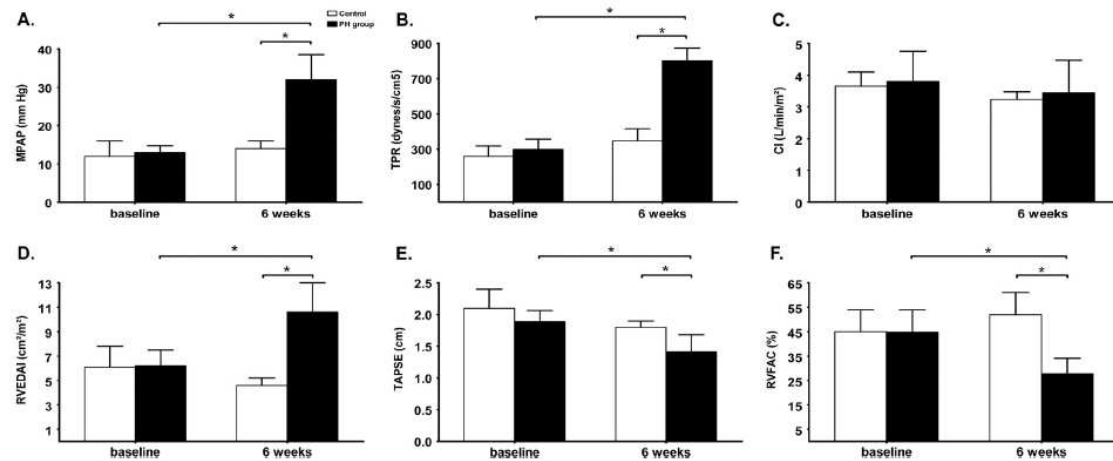 A.
Control
PH group
*
*
MPAP (mm Hg)
40
30
20
10
0
baseline
6 weeks
B.
*
*
TPR (dynes/s/cm5)
900
700
500
300
100
baseline
6 weeks
C.
CI (L/min/m²)
5
4
3
2
1
0
baseline
6 weeks
D.
*
*
RVEDAI (cm²/m²)
13
11
9
7
5
3
1
baseline
6 weeks
E.
*
*
TAPSE (cm)
2.5
2.0
1.5
1.0
0.5
0.0
baseline
6 weeks
F.
*
*
RVFAC (%)
65
55
45
35
25
15
5
baseline
6 weeks